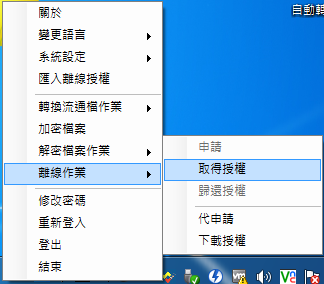 自動
關於
變更語言
系統設定
匯入離線授權
轉換流通檔作業
加密檔案
解密檔案作業
離線作業
修改密碼
重新登入
登出
結束
申請
取得授權
歸還授權
代申請
下載授權